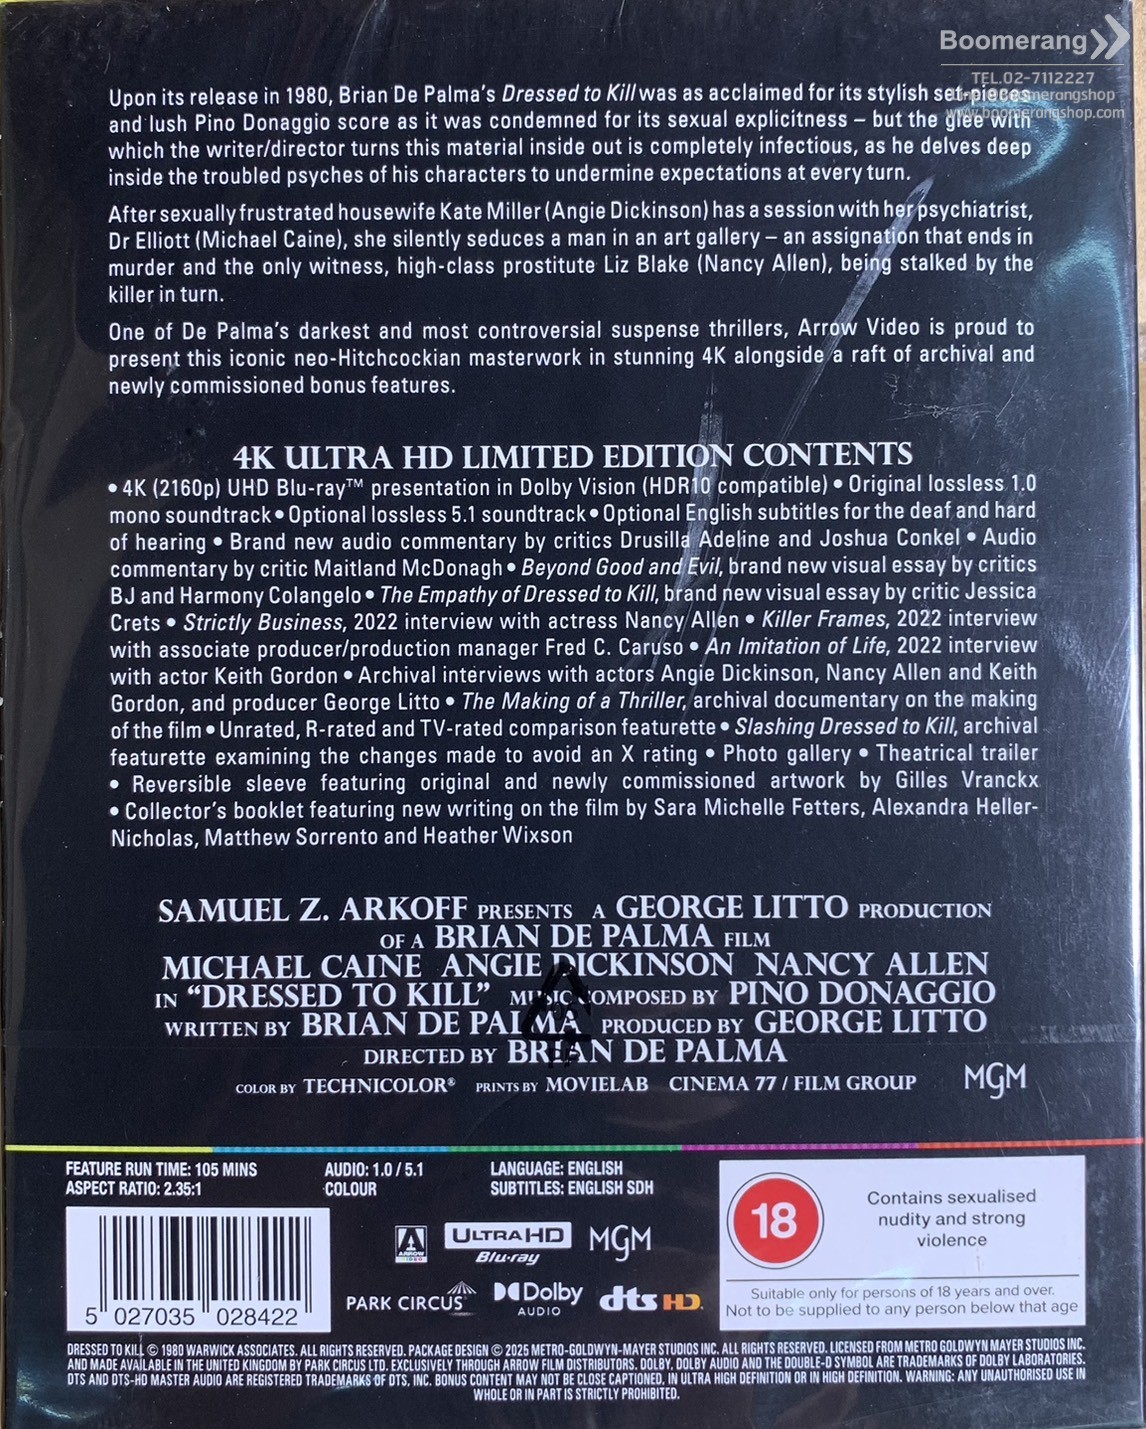 Boomerang
TEL.02-7112227
@Boomerangshop
www.boomerangshop.com
Upon its release in 1980, Brian De Palma's Dressed to Kill was as acclaimed for its stylish set-pieces
and lush Pino Donaggio score as it was condemned for its sexual explicitness – but the glee with
which the writer/director turns this material inside out is completely infectious, as he delves deep
inside the troubled psyches of his characters to undermine expectations at every turn.
After sexually frustrated housewife Kate Miller (Angie Dickinson) has a session with her psychiatrist,
Dr Elliott (Michael Caine), she silently seduces a man in an art gallery – an assignation that ends in
murder and the only witness, high-class prostitute Liz Blake (Nancy Allen), being stalked by the
killer in turn.
One of De Palma's darkest and most controversial suspense thrillers, Arrow Video is proud to
present this iconic neo-Hitchcockian masterwork in stunning 4K alongside a raft of archival and
newly commissioned bonus features.
4K ULTRA HD LIMITED EDITION CONTENTS
• 4K (2160p) UHD Blu-ray™ presentation in Dolby Vision (HDR10 compatible) • Original lossless 1.0
mono soundtrack • Optional lossless 5.1 soundtrack • Optional English subtitles for the deaf and hard
of hearing • Brand new audio commentary by critics Drusilla Adeline and Joshua Conkel • Audio
commentary by critic Maitland McDonagh • Beyond Good and Evil, brand new visual essay by critics
BJ and Harmony Colangelo • The Empathy of Dressed to Kill, brand new visual essay by critic Jessica
Crets • Strictly Business, 2022 interview with actress Nancy Allen • Killer Frames, 2022 interview
with associate producer/production manager Fred C. Caruso • An Imitation of Life, 2022 interview
with actor Keith Gordon • Archival interviews with actors Angie Dickinson, Nancy Allen and Keith
Gordon, and producer George Litto • The Making of a Thriller, archival documentary on the making
of the film • Unrated, R-rated and TV-rated comparison featurette • Slashing Dressed to Kill, archival
featurette examining the changes made to avoid an X rating • Photo gallery • Theatrical trailer
• Reversible sleeve featuring original and newly commissioned artwork by Gilles Vranckx
• Collector's booklet featuring new writing on the film by Sara Michelle Fetters, Alexandra Heller-
Nicholas, Matthew Sorrento and Heather Wixson
SAMUEL Z. ARKOFF PRESENTS A GEORGE LITTO PRODUCTION
OF A BRIAN DE PALMA FILM
MICHAEL CAINE ANGIE DICKINSON NANCY ALLEN
IN "DRESSED TO KILL" MUSIC COMPOSED BY PINO DONAGGIO
WRITTEN BY BRIAN DE PALMA PRODUCED BY GEORGE LITTO
DIRECTED BY BRIAN DE PALMA
COLOR BY TECHNICOLOR® PRINTS BY MOVIELAB CINEMA 77 / FILM GROUP MGM
FEATURE RUN TIME: 105 MINS AUDIO: 1.0 / 5.1 LANGUAGE: ENGLISH
ASPECT RATIO: 2.35:1 COLOUR SUBTITLES: ENGLISH SDH
18
Contains sexualised
nudity and strong
violence
Suitable only for persons of 18 years and over.
Not to be supplied to any person below that age
ARROW
ULTRA HD
Blu-ray
MGM
PARK CIRCUS
Dolby
AUDIO
dts HD
5 027035 028422
DRESSED TO KILL © 1980 WARWICK ASSOCIATES. ALL RIGHTS RESERVED. PACKAGE DESIGN © 2025 METRO-GOLDWYN-MAYER STUDIOS INC. ALL RIGHTS RESERVED. LICENSED FROM METRO GOLDWYN MAYER STUDIOS INC.
AND MADE AVAILABLE IN THE UNITED KINGDOM BY PARK CIRCUS LTD. EXCLUSIVELY THROUGH ARROW FILM DISTRIBUTORS. DOLBY, DOLBY AUDIO AND THE DOUBLE-D SYMBOL ARE TRADEMARKS OF DOLBY LABORATORIES.
DTS AND DTS-HD MASTER AUDIO ARE REGISTERED TRADEMARKS OF DTS, INC. BONUS CONTENT MAY NOT BE CLOSE CAPTIONED, IN ULTRA HIGH DEFINITION OR IN HIGH DEFINITION. WARNING: ANY UNAUTHORISED USE IN
WHOLE OR IN PART IS STRICTLY PROHIBITED.